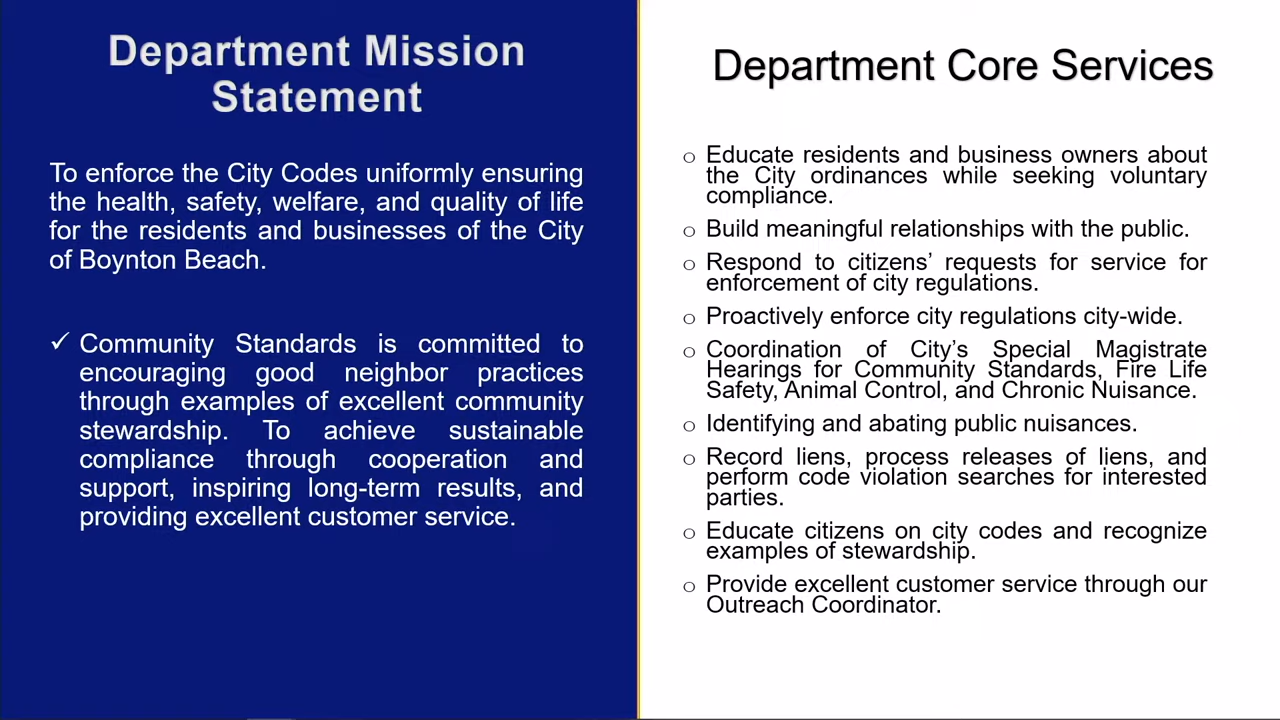 Department Mission
Statement
To enforce the City Codes uniformly ensuring
the health, safety, welfare, and quality of life
for the residents and businesses of the City
of Boynton Beach.
✓ Community Standards is committed to
encouraging good neighbor practices
through examples of excellent community
stewardship. To achieve sustainable
compliance through cooperation and
support, inspiring long-term results, and
providing excellent customer service.
Department Core Services
o Educate residents and business owners about
the City ordinances while seeking voluntary
compliance.
o Build meaningful relationships with the public.
o Respond to citizens’ requests for service for
enforcement of city regulations.
o Proactively enforce city regulations city-wide.
o Coordination of City’s Special Magistrate
Hearings for Community Standards, Fire Life
Safety, Animal Control, and Chronic Nuisance.
o Identifying and abating public nuisances.
o Record liens, process releases of liens, and
perform code violation searches for interested
parties.
o Educate citizens on city codes and recognize
examples of stewardship.
o Provide excellent customer service through our
Outreach Coordinator.